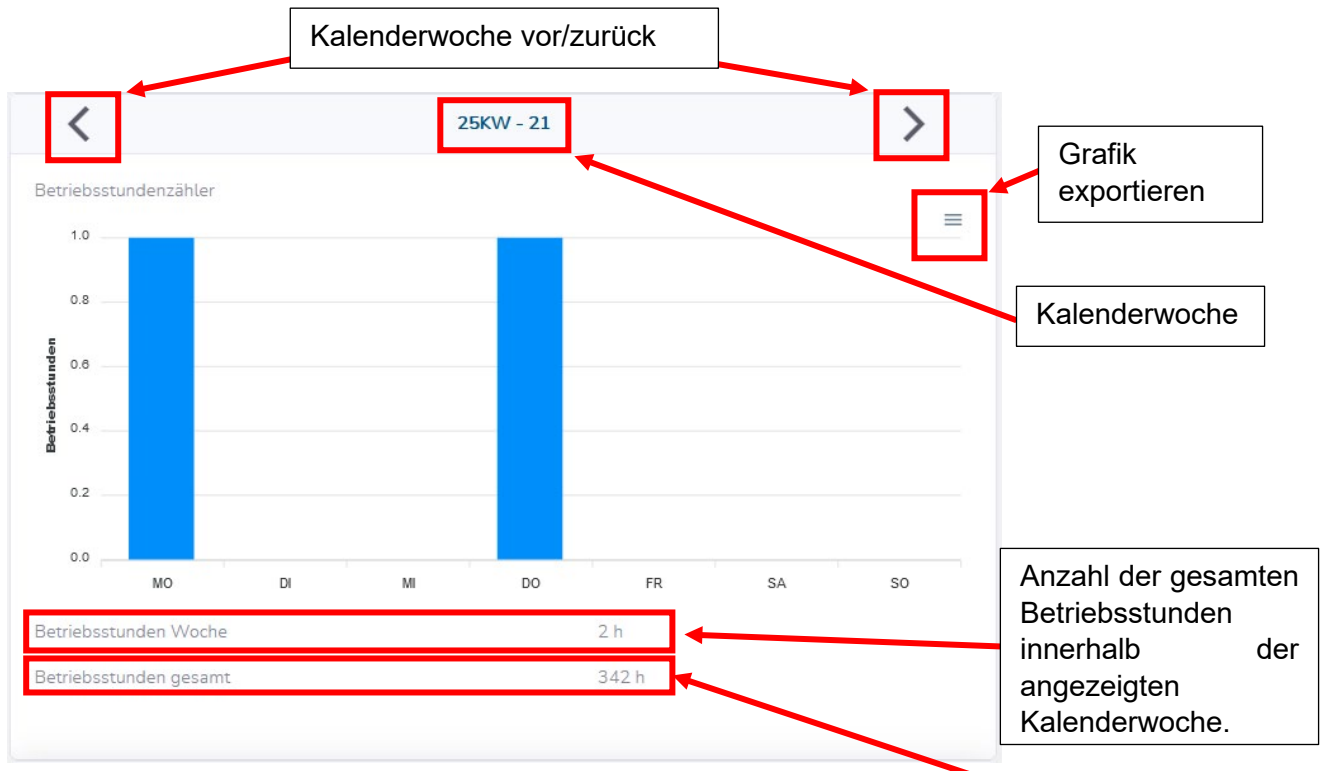 Kalenderwoche vor/zurück
25KW - 21
Grafik
exportieren
Betriebsstundenzähler
Kalenderwoche
Betriebsstunden
1.0
0.8
0.6
0.4
0.2
0.0
MO DI MI DO FR SA SO
Betriebsstunden Woche 2 h
Betriebsstunden gesamt 342 h
Anzahl der gesamten
Betriebsstunden
innerhalb der
angezeigten
Kalenderwoche.